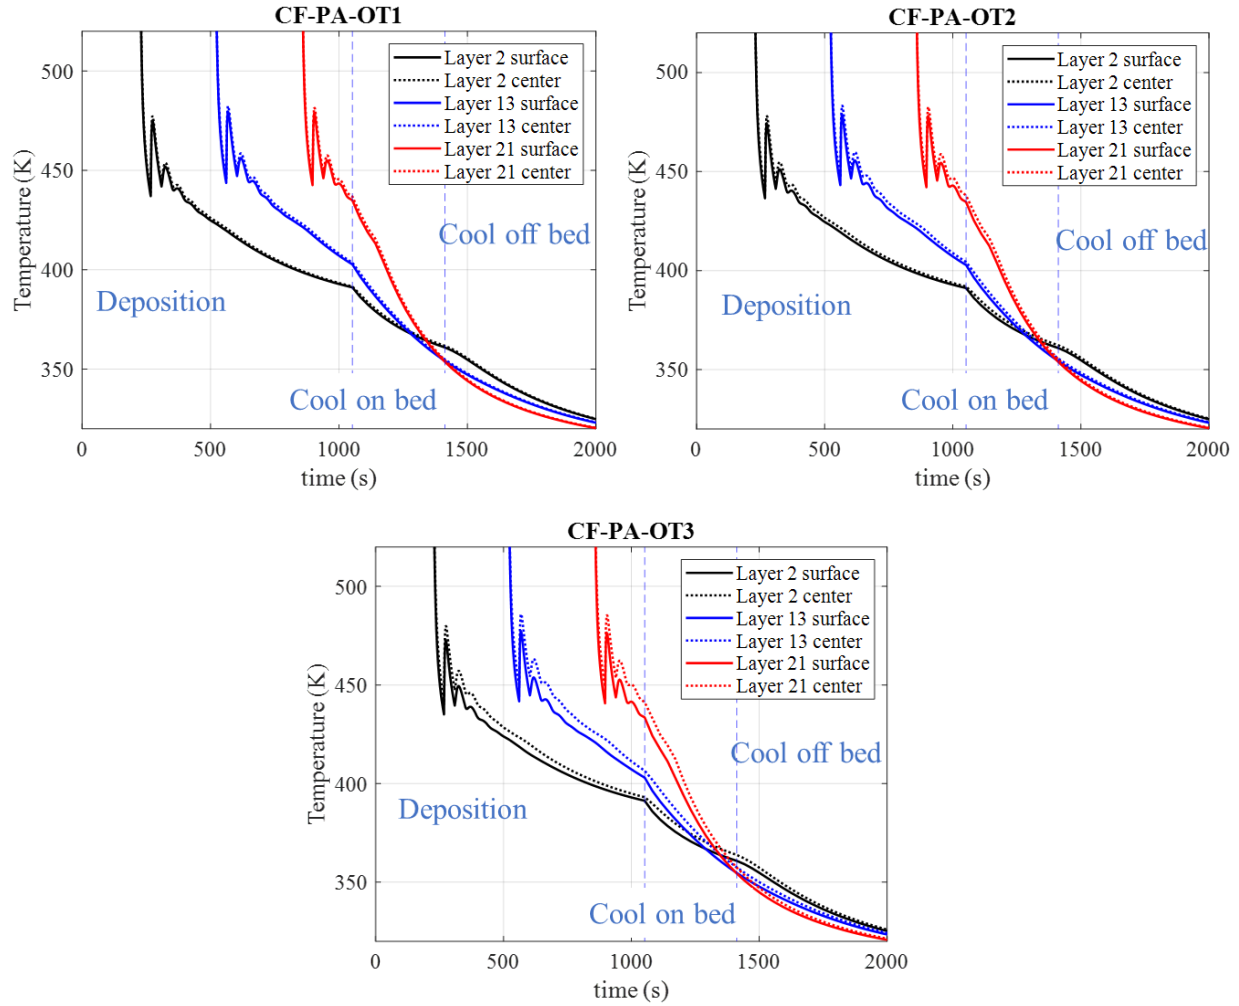 CF-PA-OT1
Temperature (K)
500
450
400
350
Layer 2 surface
Layer 2 center
Layer 13 surface
Layer 13 center
Layer 21 surface
Layer 21 center
Cool off bed
Deposition
Cool on bed
0 500 1000 1500 2000
time (s)
CF-PA-OT2
Temperature (K)
500
450
400
350
Layer 2 surface
Layer 2 center
Layer 13 surface
Layer 13 center
Layer 21 surface
Layer 21 center
Cool off bed
Deposition
Cool on bed
0 500 1000 1500 2000
time (s)
CF-PA-OT3
Temperature (K)
500
450
400
350
Layer 2 surface
Layer 2 center
Layer 13 surface
Layer 13 center
Layer 21 surface
Layer 21 center
Cool off bed
Deposition
Cool on bed
0 500 1000 1500 2000
time (s)